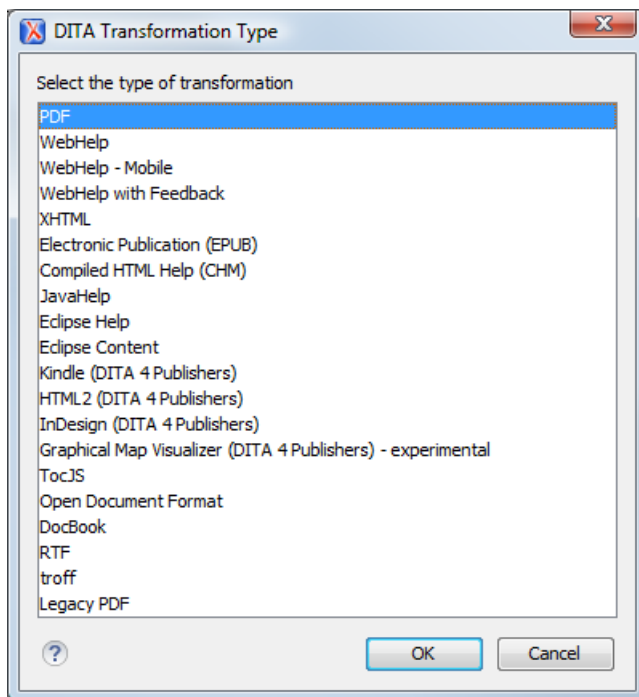 DITA Transformation Type
Select the type of transformation
PDF
WebHelp
WebHelp - Mobile
WebHelp with Feedback
XHTML
Electronic Publication (EPUB)
Compiled HTML Help (CHM)
JavaHelp
Eclipse Help
Eclipse Content
Kindle (DITA 4 Publishers)
HTML2 (DITA 4 Publishers)
InDesign (DITA 4 Publishers)
Graphical Map Visualizer (DITA 4 Publishers) - experimental
TocJS
Open Document Format
DocBook
RTF
troff
Legacy PDF
? OK Cancel